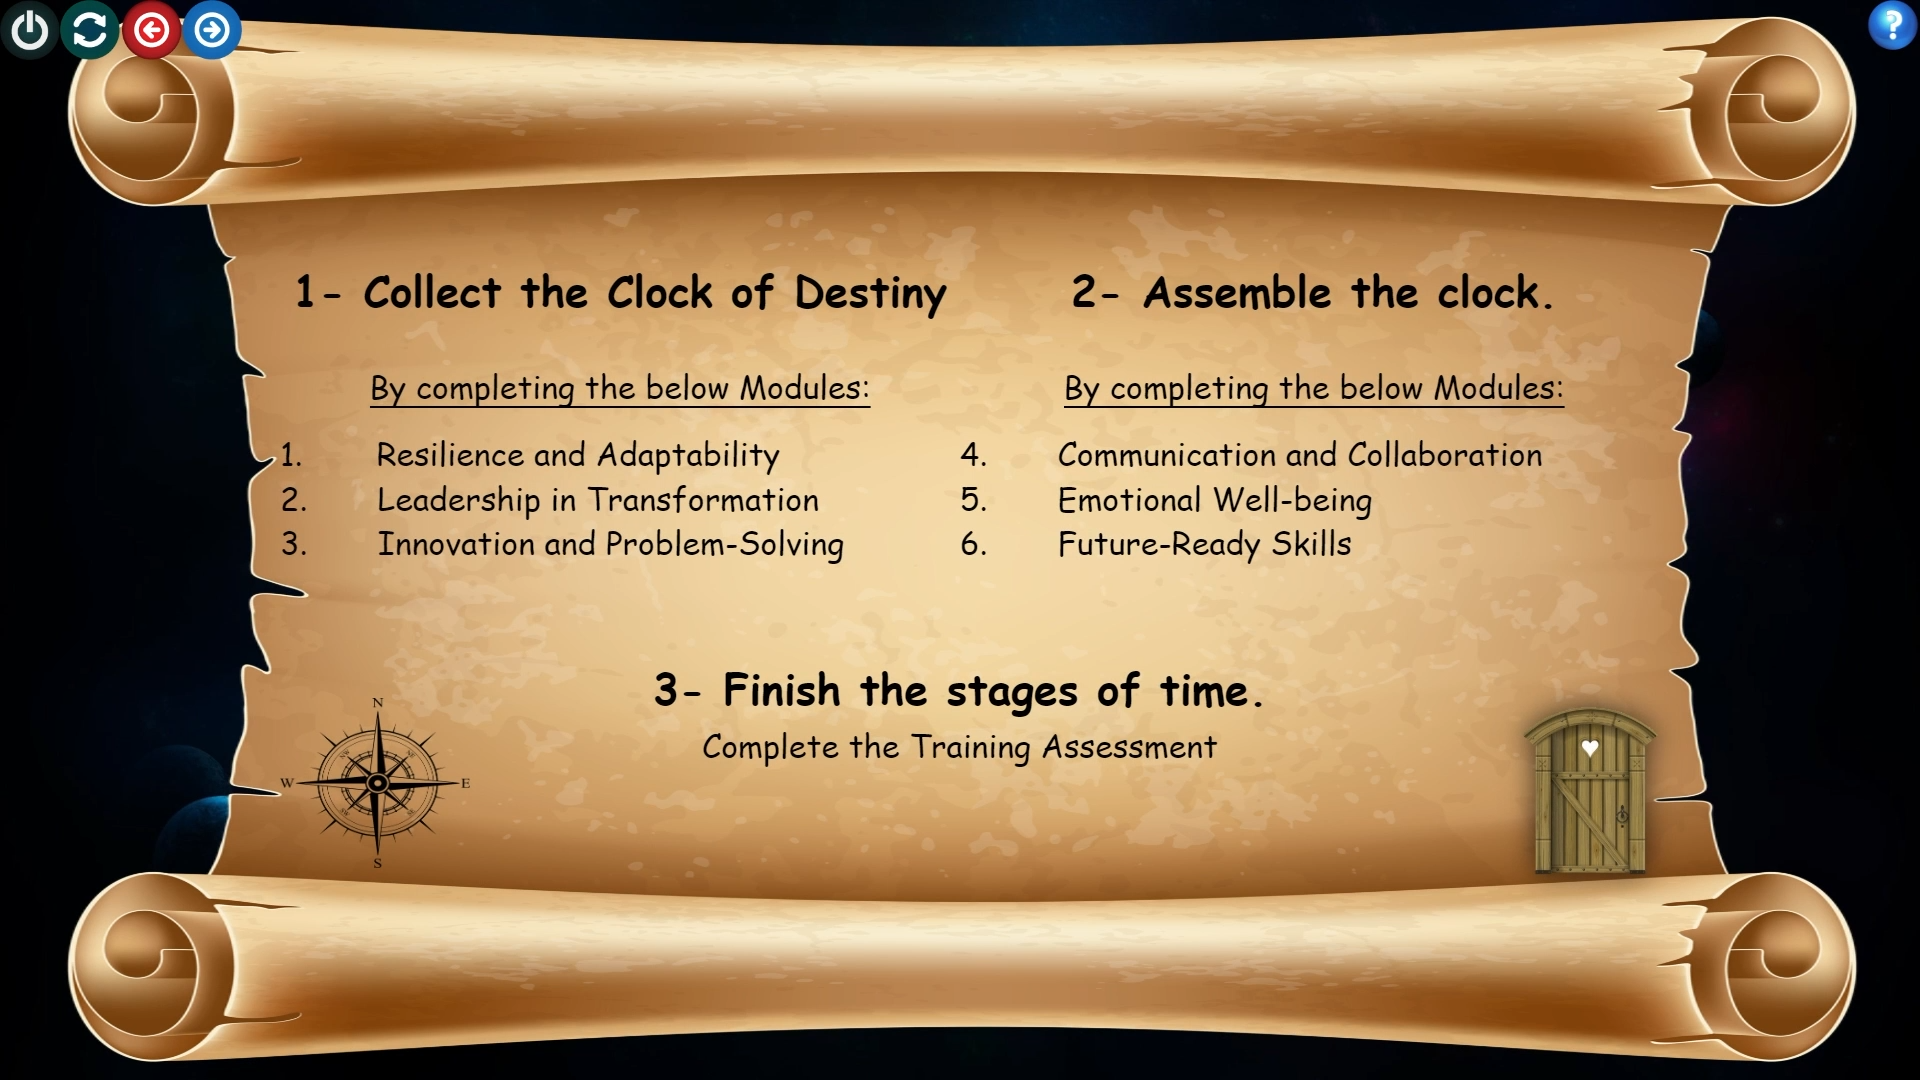 1- Collect the Clock of Destiny
By completing the below Modules:
1. Resilience and Adaptability
2. Leadership in Transformation
3. Innovation and Problem-Solving
2- Assemble the clock.
By completing the below Modules:
4. Communication and Collaboration
5. Emotional Well-being
6. Future-Ready Skills
3- Finish the stages of time.
Complete the Training Assessment
N
W
E
S
?